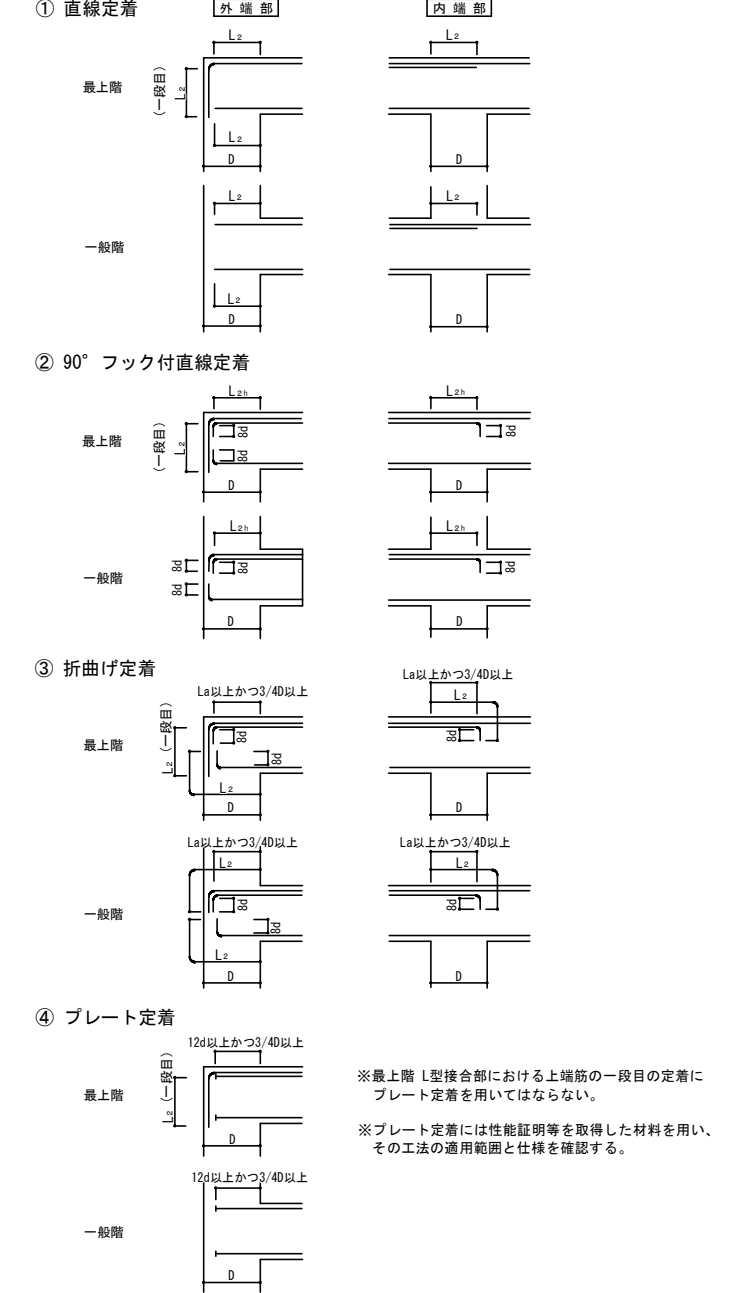 ① 直線定着
外 端 部
内 端 部
L2
L2
最上階
L2
(一段目)
L2
D
D
L2
L2
一般階
L2
D
D
② 90°フック付直線定着
L2h
L2h
最上階
L2
(一段目)
8d
8d
8d
D
D
L2h
L2h
一般階
8d
8d
8d
8d
D
D
③ 折曲げ定着
La以上かつ3/4D以上
La以上かつ3/4D以上
L2
最上階
L2 (一段目)
8d
8d
8d
L2
D
D
La以上かつ3/4D以上
La以上かつ3/4D以上
L2
L2
一般階
8d
8d
8d
L2
D
D
④ プレート定着
12d以上かつ3/4D以上
最上階
L2 (一段目)
D
※最上階 L型接合部における上端筋の一段目の定着に
プレート定着を用いてはならない。
※プレート定着には性能証明等を取得した材料を用い、
その工法の適用範囲と仕様を確認する。
12d以上かつ3/4D以上
一般階
D